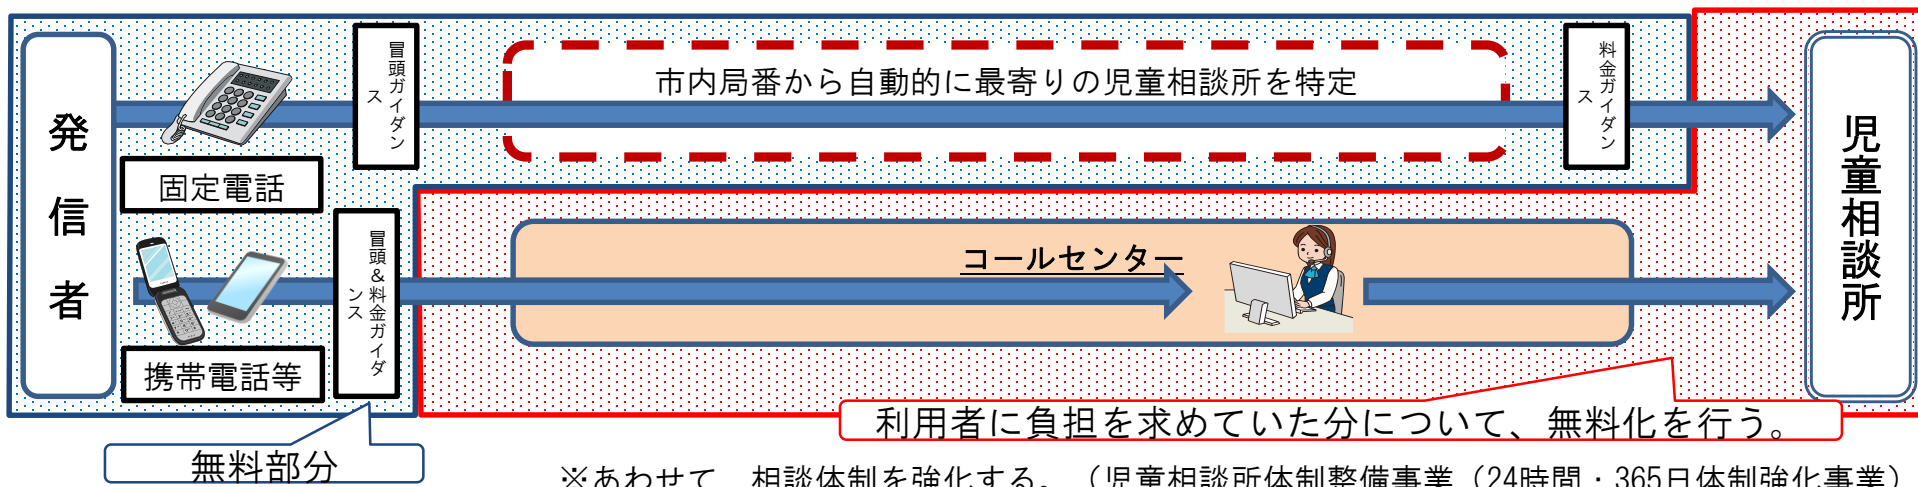 発信者
固定電話
携帯電話等
冒頭ガイダン
ス
冒頭&料金ガイダ
ンス
市内局番から自動的に最寄りの児童相談所を特定
料金ガイダン
ス
コールセンター
児童相談所
利用者に負担を求めていた分について、無料化を行う。
無料部分
※あわせて、相談体制を強化する。（児童相談所体制整備事業（24時間・365日体制強化事業）